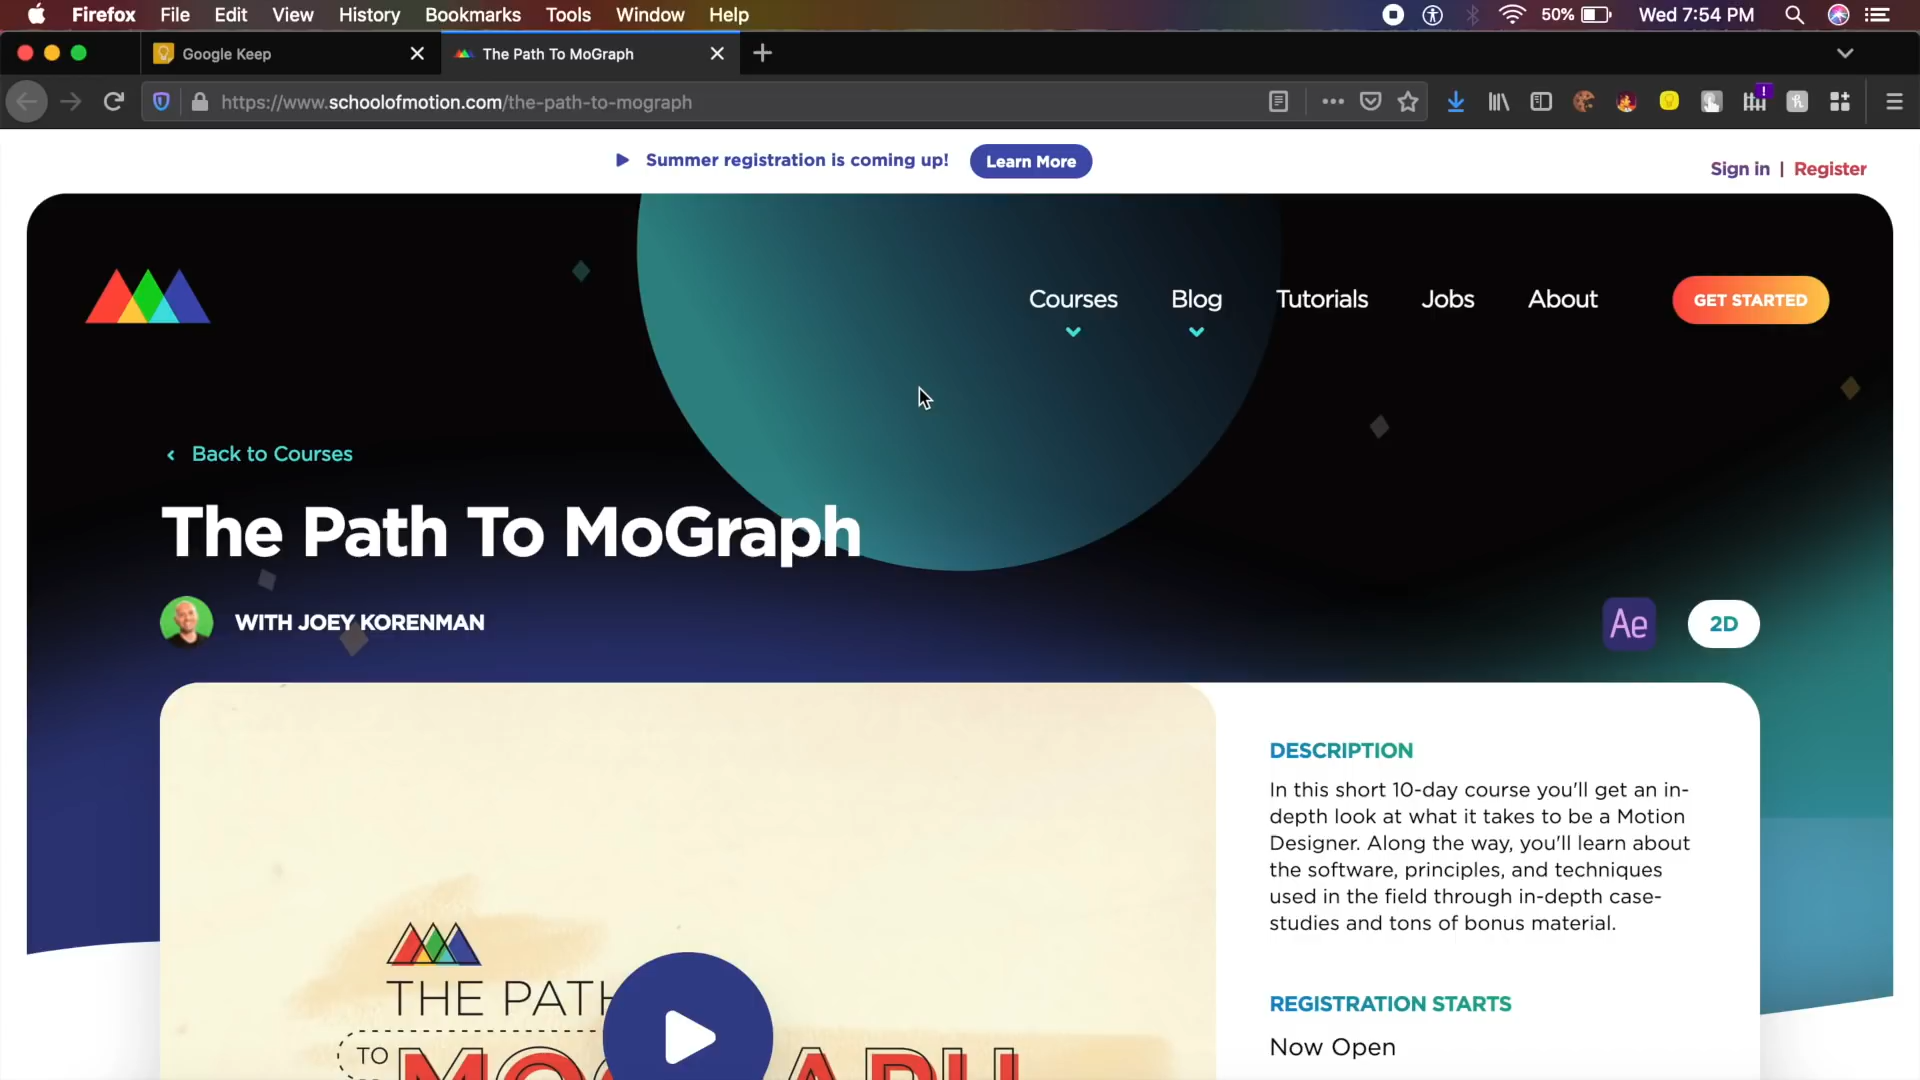 Firefox File Edit View History Bookmarks Tools Window Help 50% Wed 7:54 PM
Google Keep The Path To MoGraph
https://www.schoolofmotion.com/the-path-to-mograph
Summer registration is coming up! Learn More
Sign in | Register
Courses Blog Tutorials Jobs About GET STARTED
Back to Courses
The Path To MoGraph
WITH JOEY KORENMAN
Ae 2D
DESCRIPTION
In this short 10-day course you'll get an in-
depth look at what it takes to be a Motion
Designer. Along the way, you'll learn about
the software, principles, and techniques
used in the field through in-depth case-
studies and tons of bonus material.
REGISTRATION STARTS
Now Open
THE PATH
TO